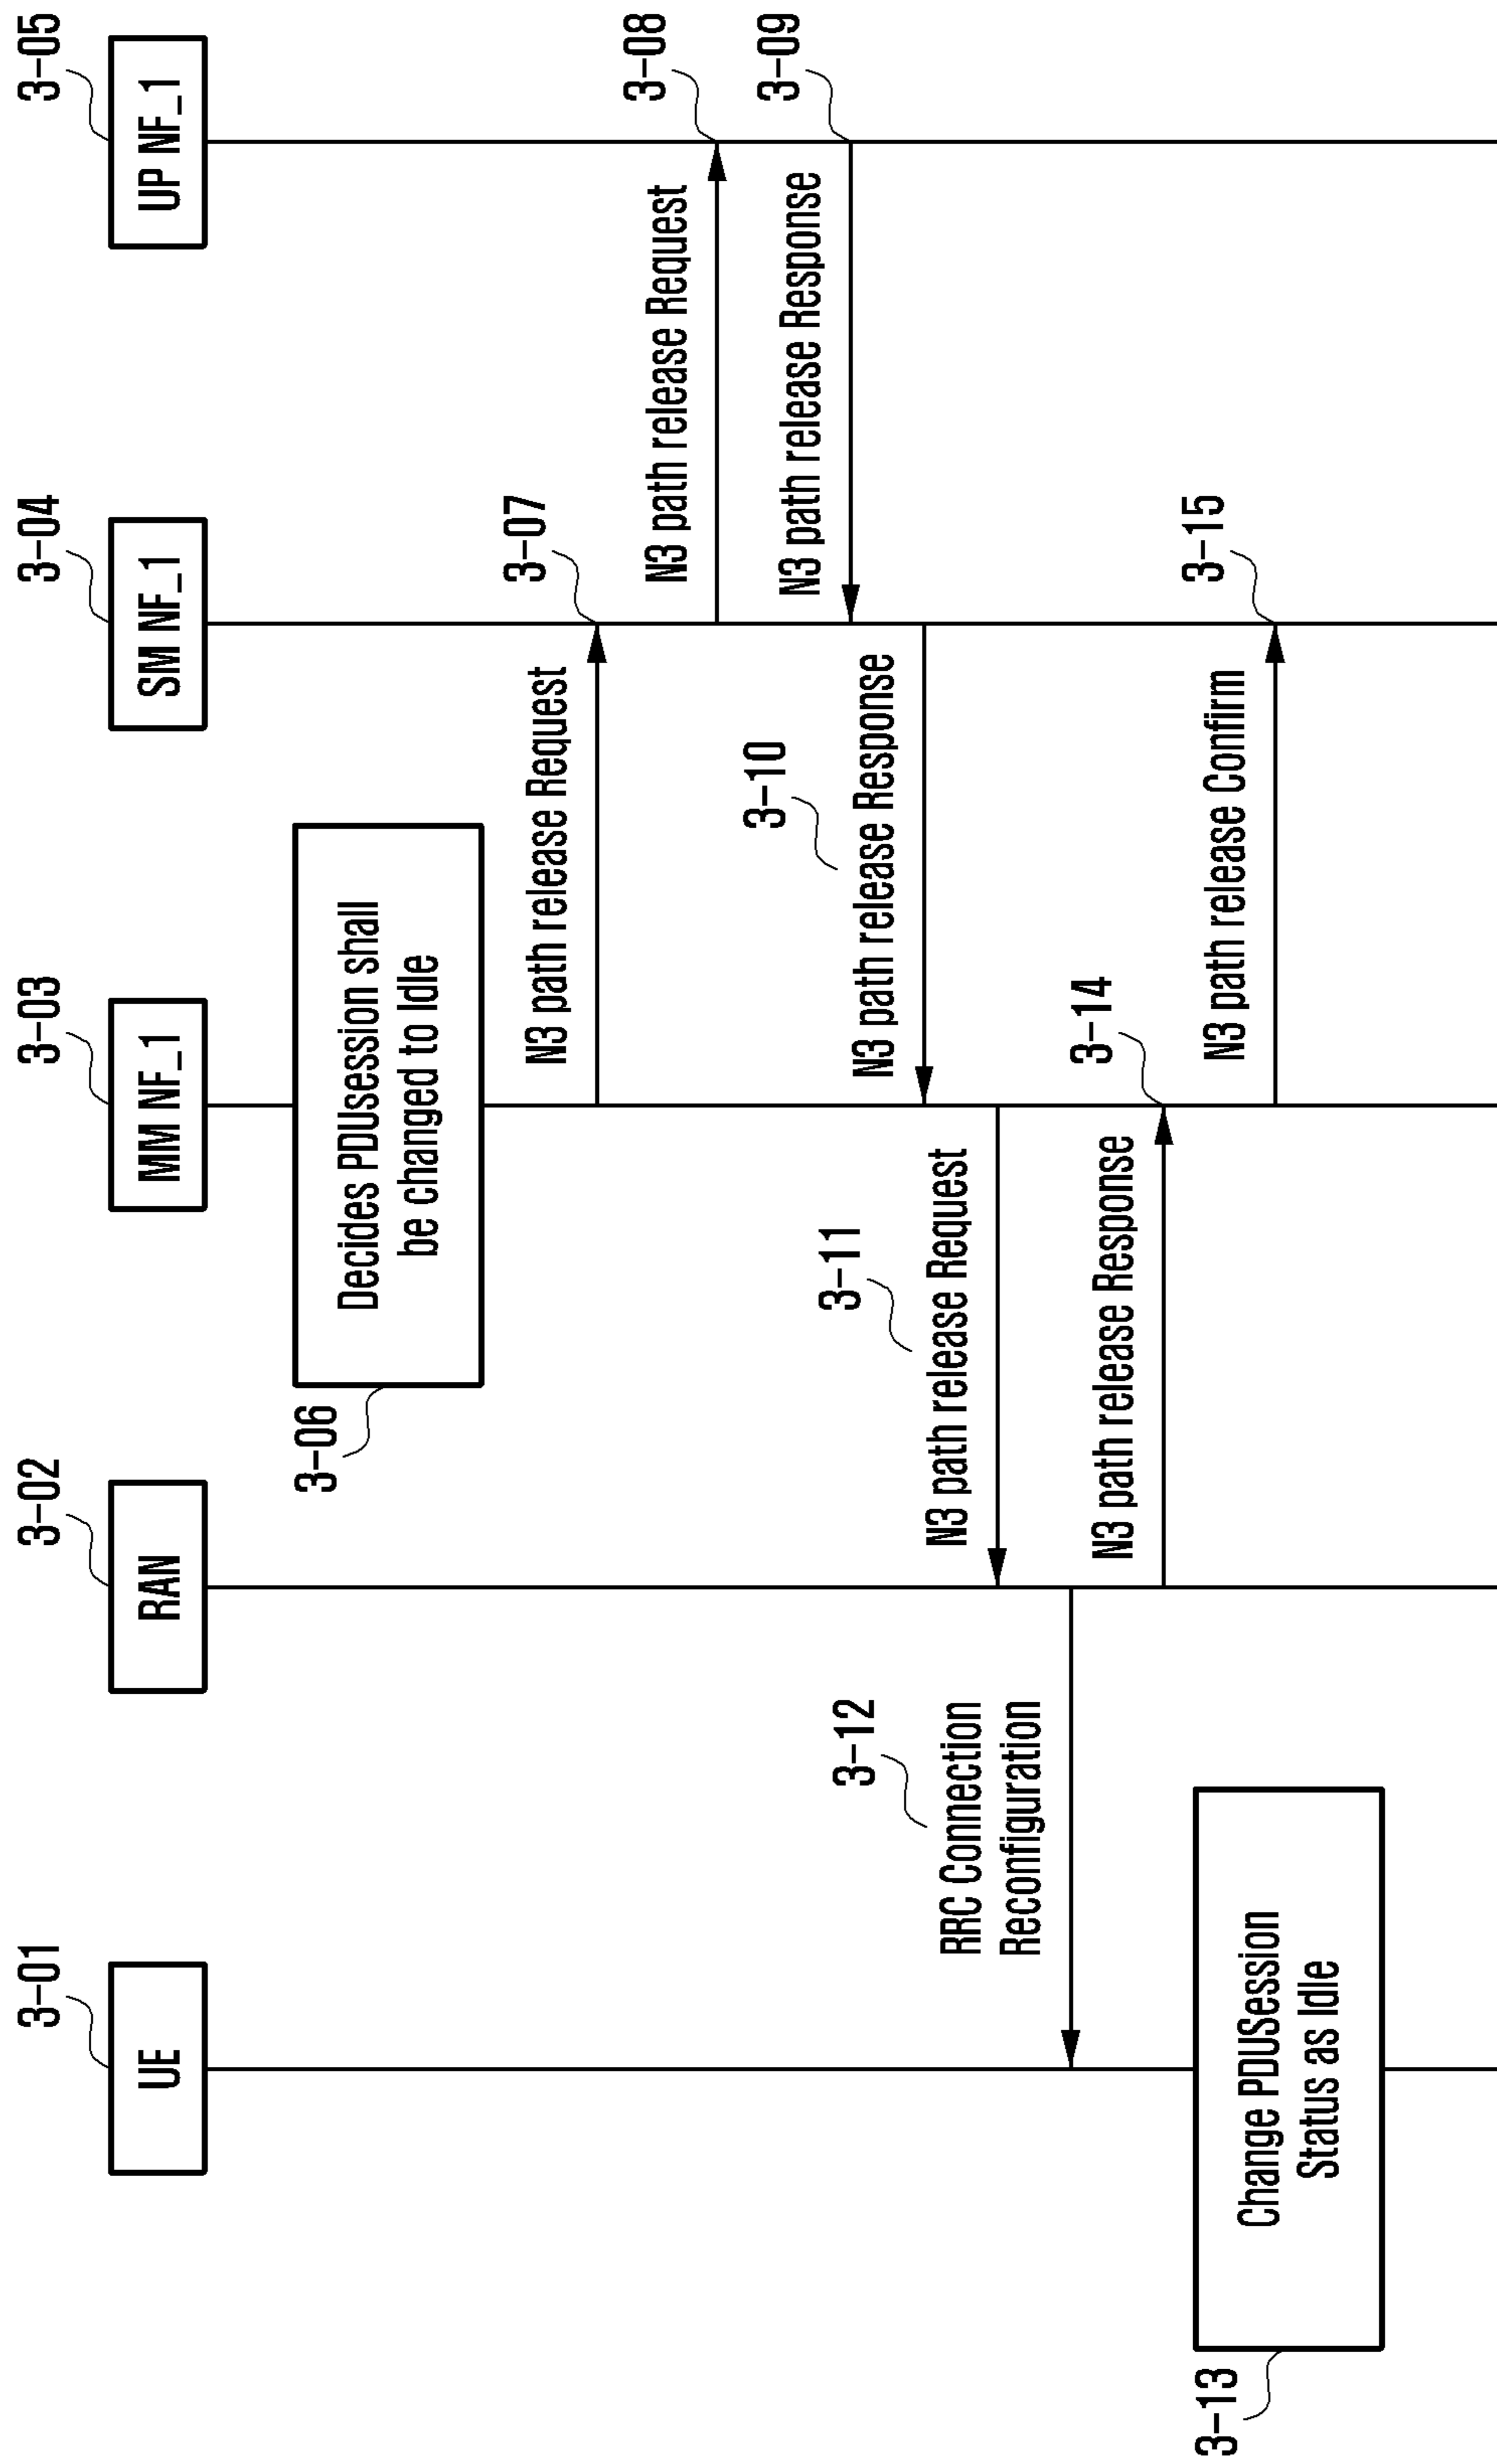 3-01
3-02
3-03
3-04
3-05
UE
RAN
MM NF_1
SM NF_1
UP NF_1
3-06
Decides PDUsession shall
be changed to Idle
3-07
N3 path release Request
3-08
N3 path release Request
3-09
N3 path release Response
3-10
N3 path release Response
3-11
N3 path release Request
3-12
RRC Connection
Reconfiguration
3-13
Change PDUSession
Status as Idle
3-14
N3 path release Response
3-15
N3 path release Confirm